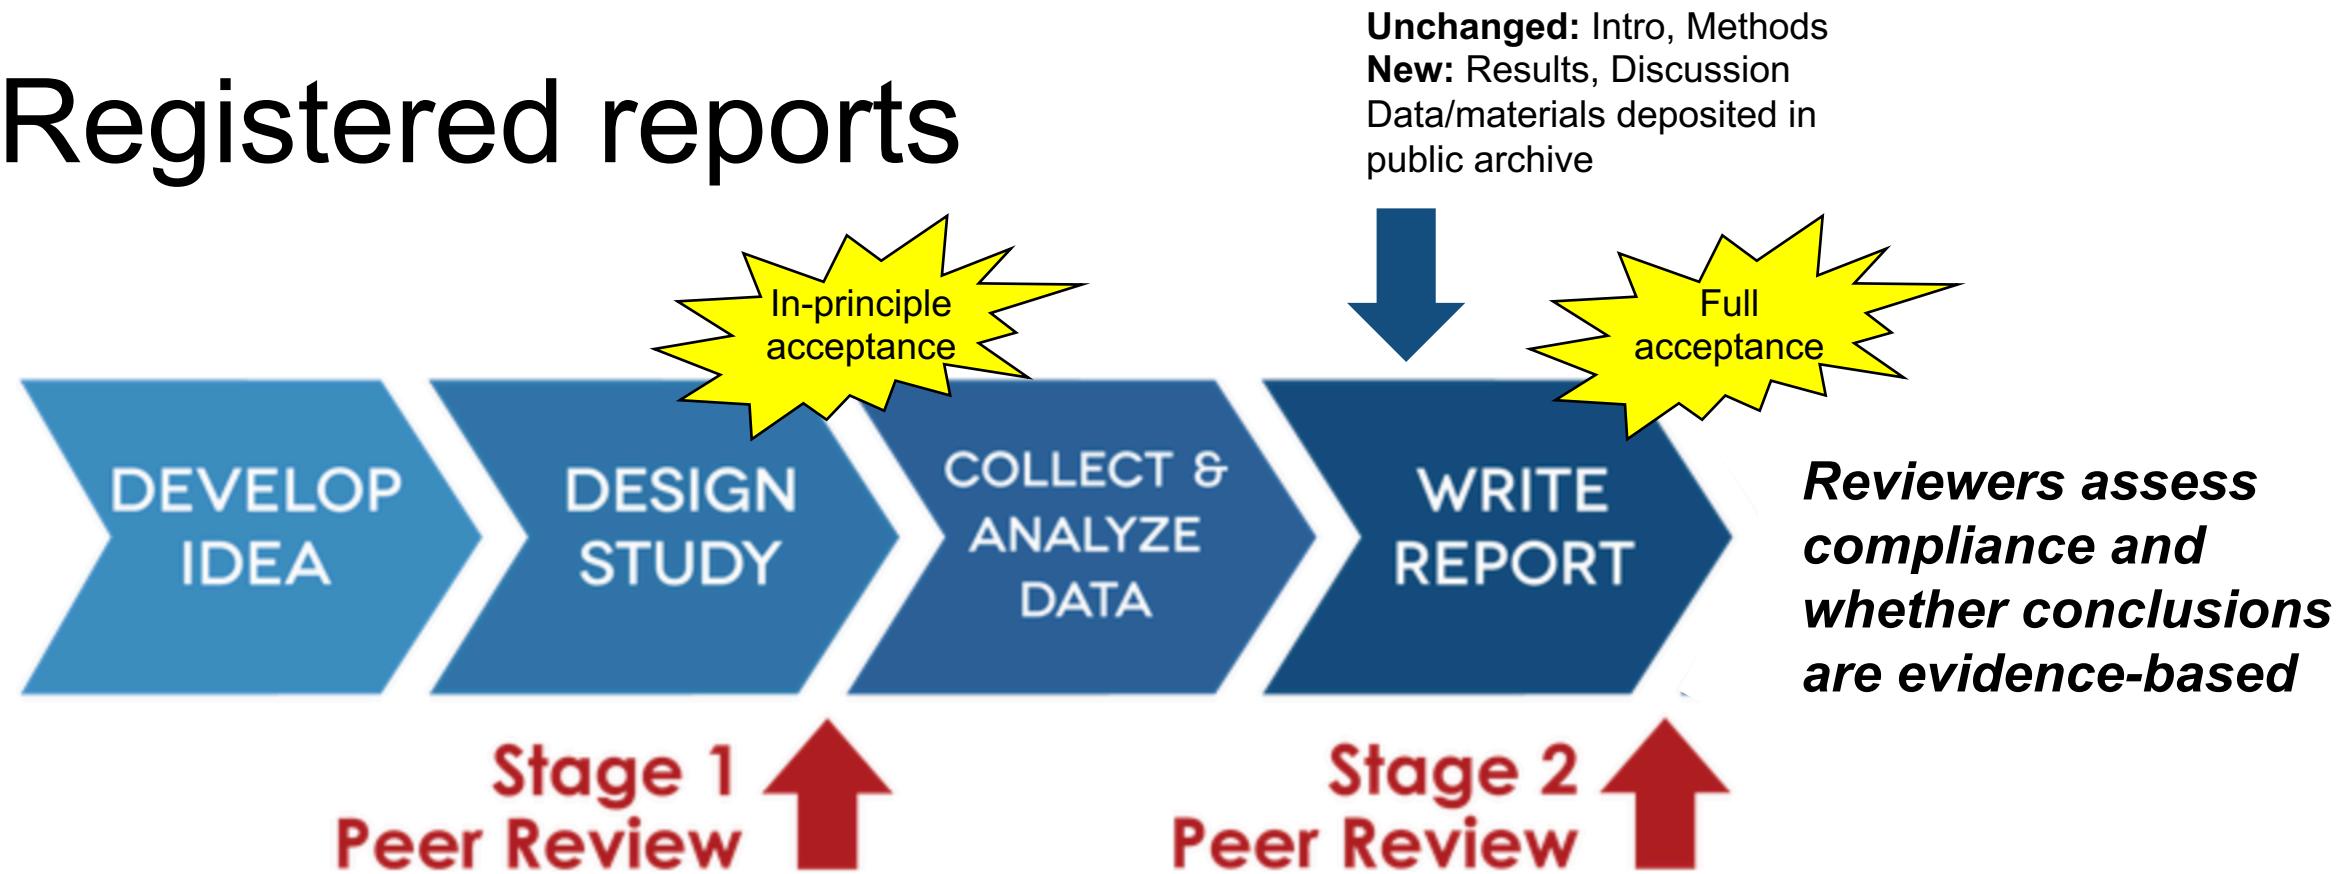 Registered reports
Unchanged: Intro, Methods
New: Results, Discussion
Data/materials deposited in
public archive
In-principle
acceptance
Full
acceptance
DEVELOP
IDEA
DESIGN
STUDY
COLLECT &
ANALYZE
DATA
WRITE
REPORT
Reviewers assess
compliance and
whether conclusions
are evidence-based
Stage 1
Peer Review
Stage 2
Peer Review